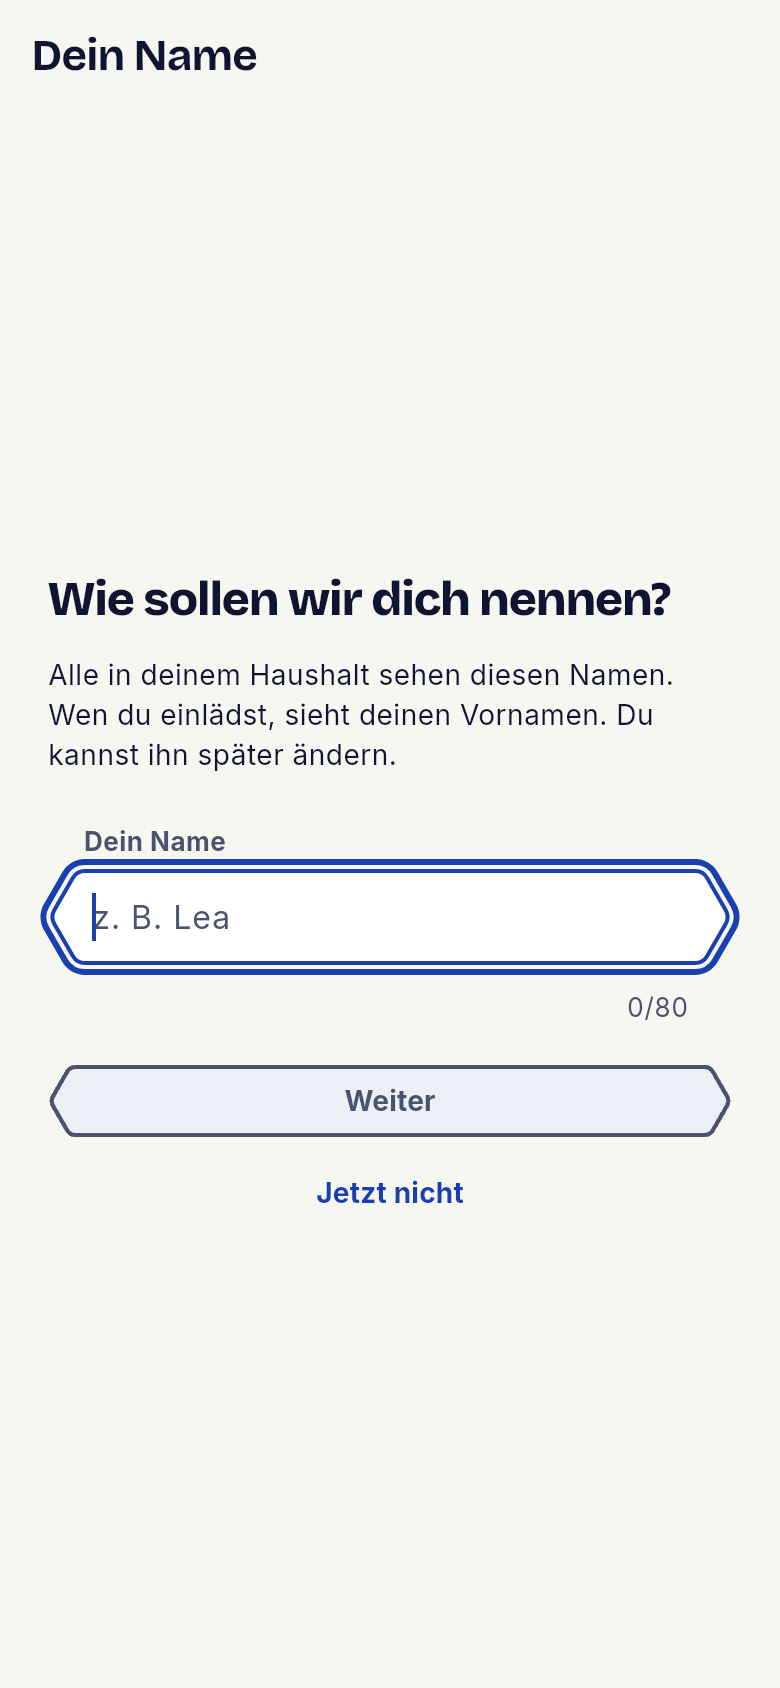 Dein Name
Wie sollen wir dich nennen?
Alle in deinem Haushalt sehen diesen Namen.
Wen du einlädst, sieht deinen Vornamen. Du
kannst ihn später ändern.
Dein Name
z. B. Lea
0/80
Weiter
Jetzt nicht